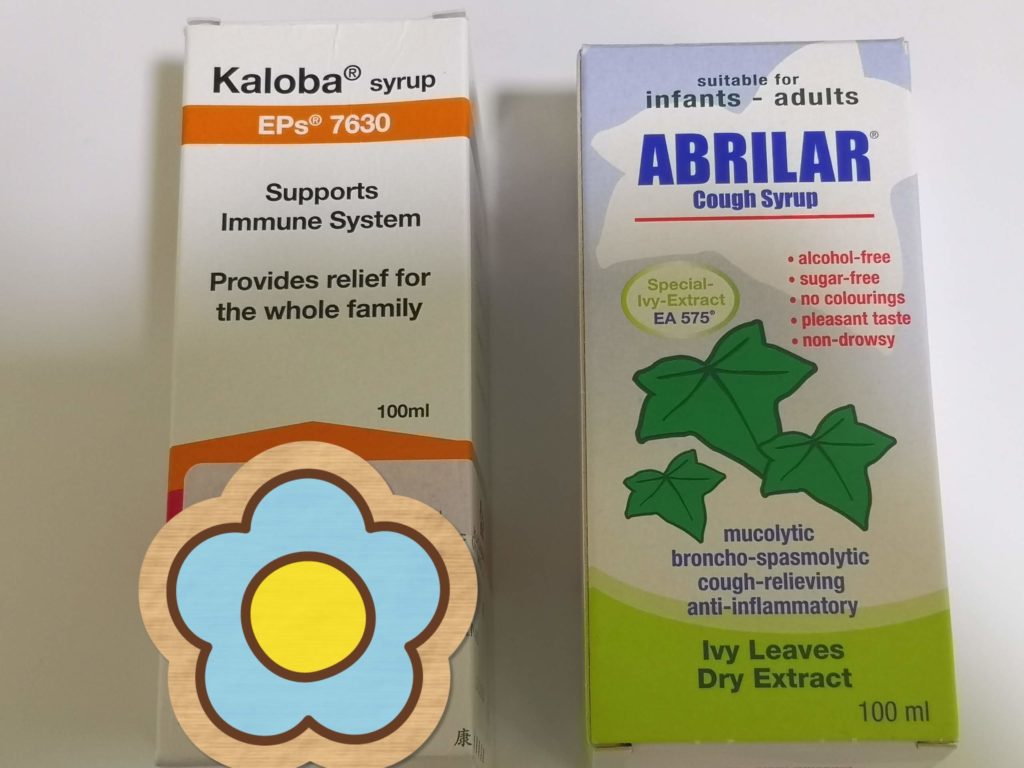 Kaloba® syrup
EPs® 7630
Supports
Immune System
Provides relief for
the whole family
100ml
康
suitable for
infants - adults
ABRILAR®
Cough Syrup
• alcohol-free
• sugar-free
• no colourings
• pleasant taste
• non-drowsy
Special-
Ivy-Extract
EA 575®
mucolytic
broncho-spasmolytic
cough-relieving
anti-inflammatory
Ivy Leaves
Dry Extract
100 ml